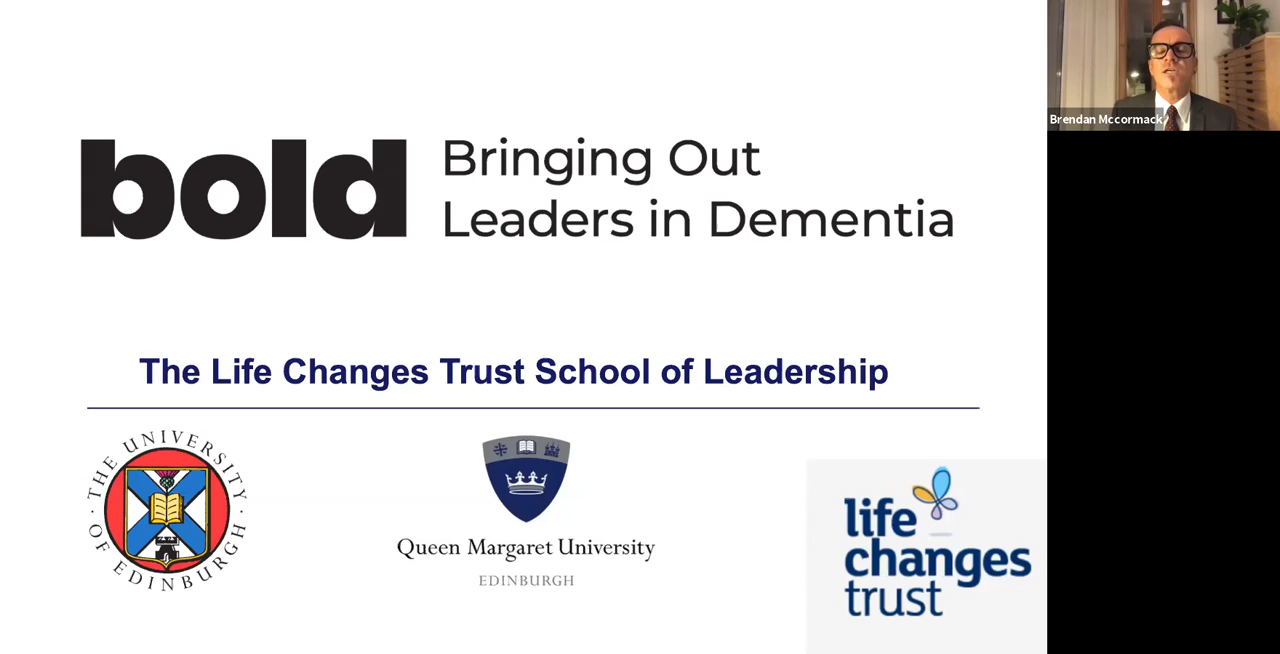 bold
Bringing Out
Leaders in Dementia
Brendan Mccormack
The Life Changes Trust School of Leadership
· THE UNIVERSITY ·
OF EDINBURGH
Queen Margaret University
EDINBURGH
life
changes
trust